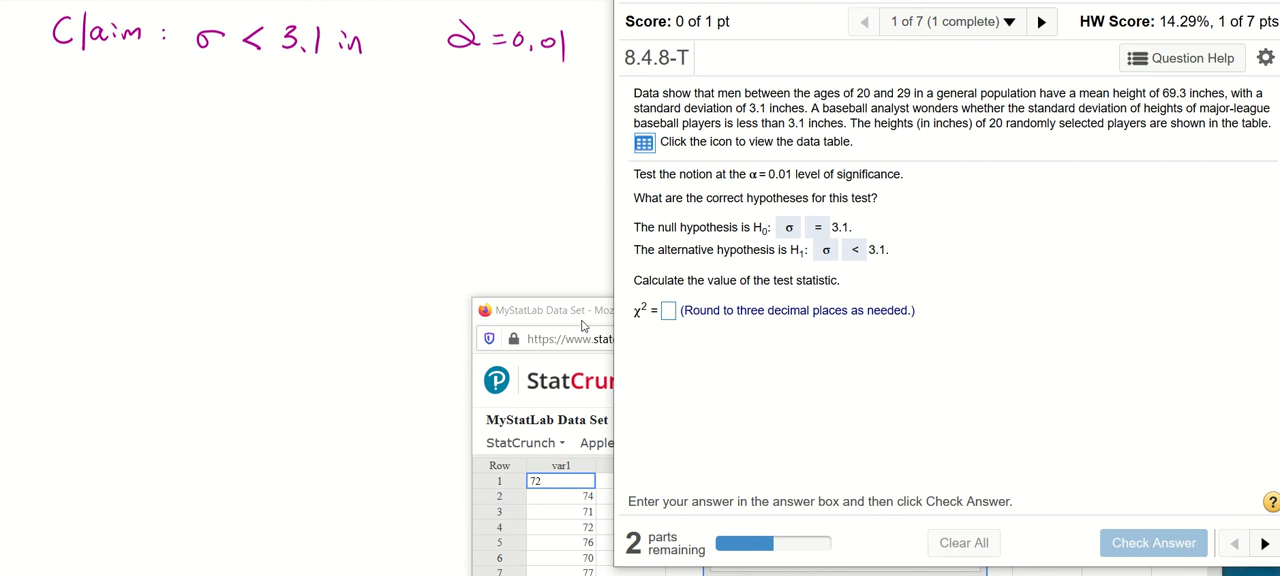 Claim : σ < 3.1 in α = 0.01
Score: 0 of 1 pt
1 of 7 (1 complete)
HW Score: 14.29%, 1 of 7 pts
8.4.8-T
Question Help
Data show that men between the ages of 20 and 29 in a general population have a mean height of 69.3 inches, with a
standard deviation of 3.1 inches. A baseball analyst wonders whether the standard deviation of heights of major-league
baseball players is less than 3.1 inches. The heights (in inches) of 20 randomly selected players are shown in the table.
Click the icon to view the data table.
Test the notion at the α = 0.01 level of significance.
What are the correct hypotheses for this test?
The null hypothesis is H0: σ = 3.1.
The alternative hypothesis is H1: σ < 3.1.
Calculate the value of the test statistic.
χ² = (Round to three decimal places as needed.)
MyStatLab Data Set - Moz
https://www.stat
P StatCrun
MyStatLab Data Set
StatCrunch Apple
Row var1
1 72
2 74
3 71
4 72
5 76
6 70
7 77
Enter your answer in the answer box and then click Check Answer.
?
2 parts
remaining
Clear All
Check Answer